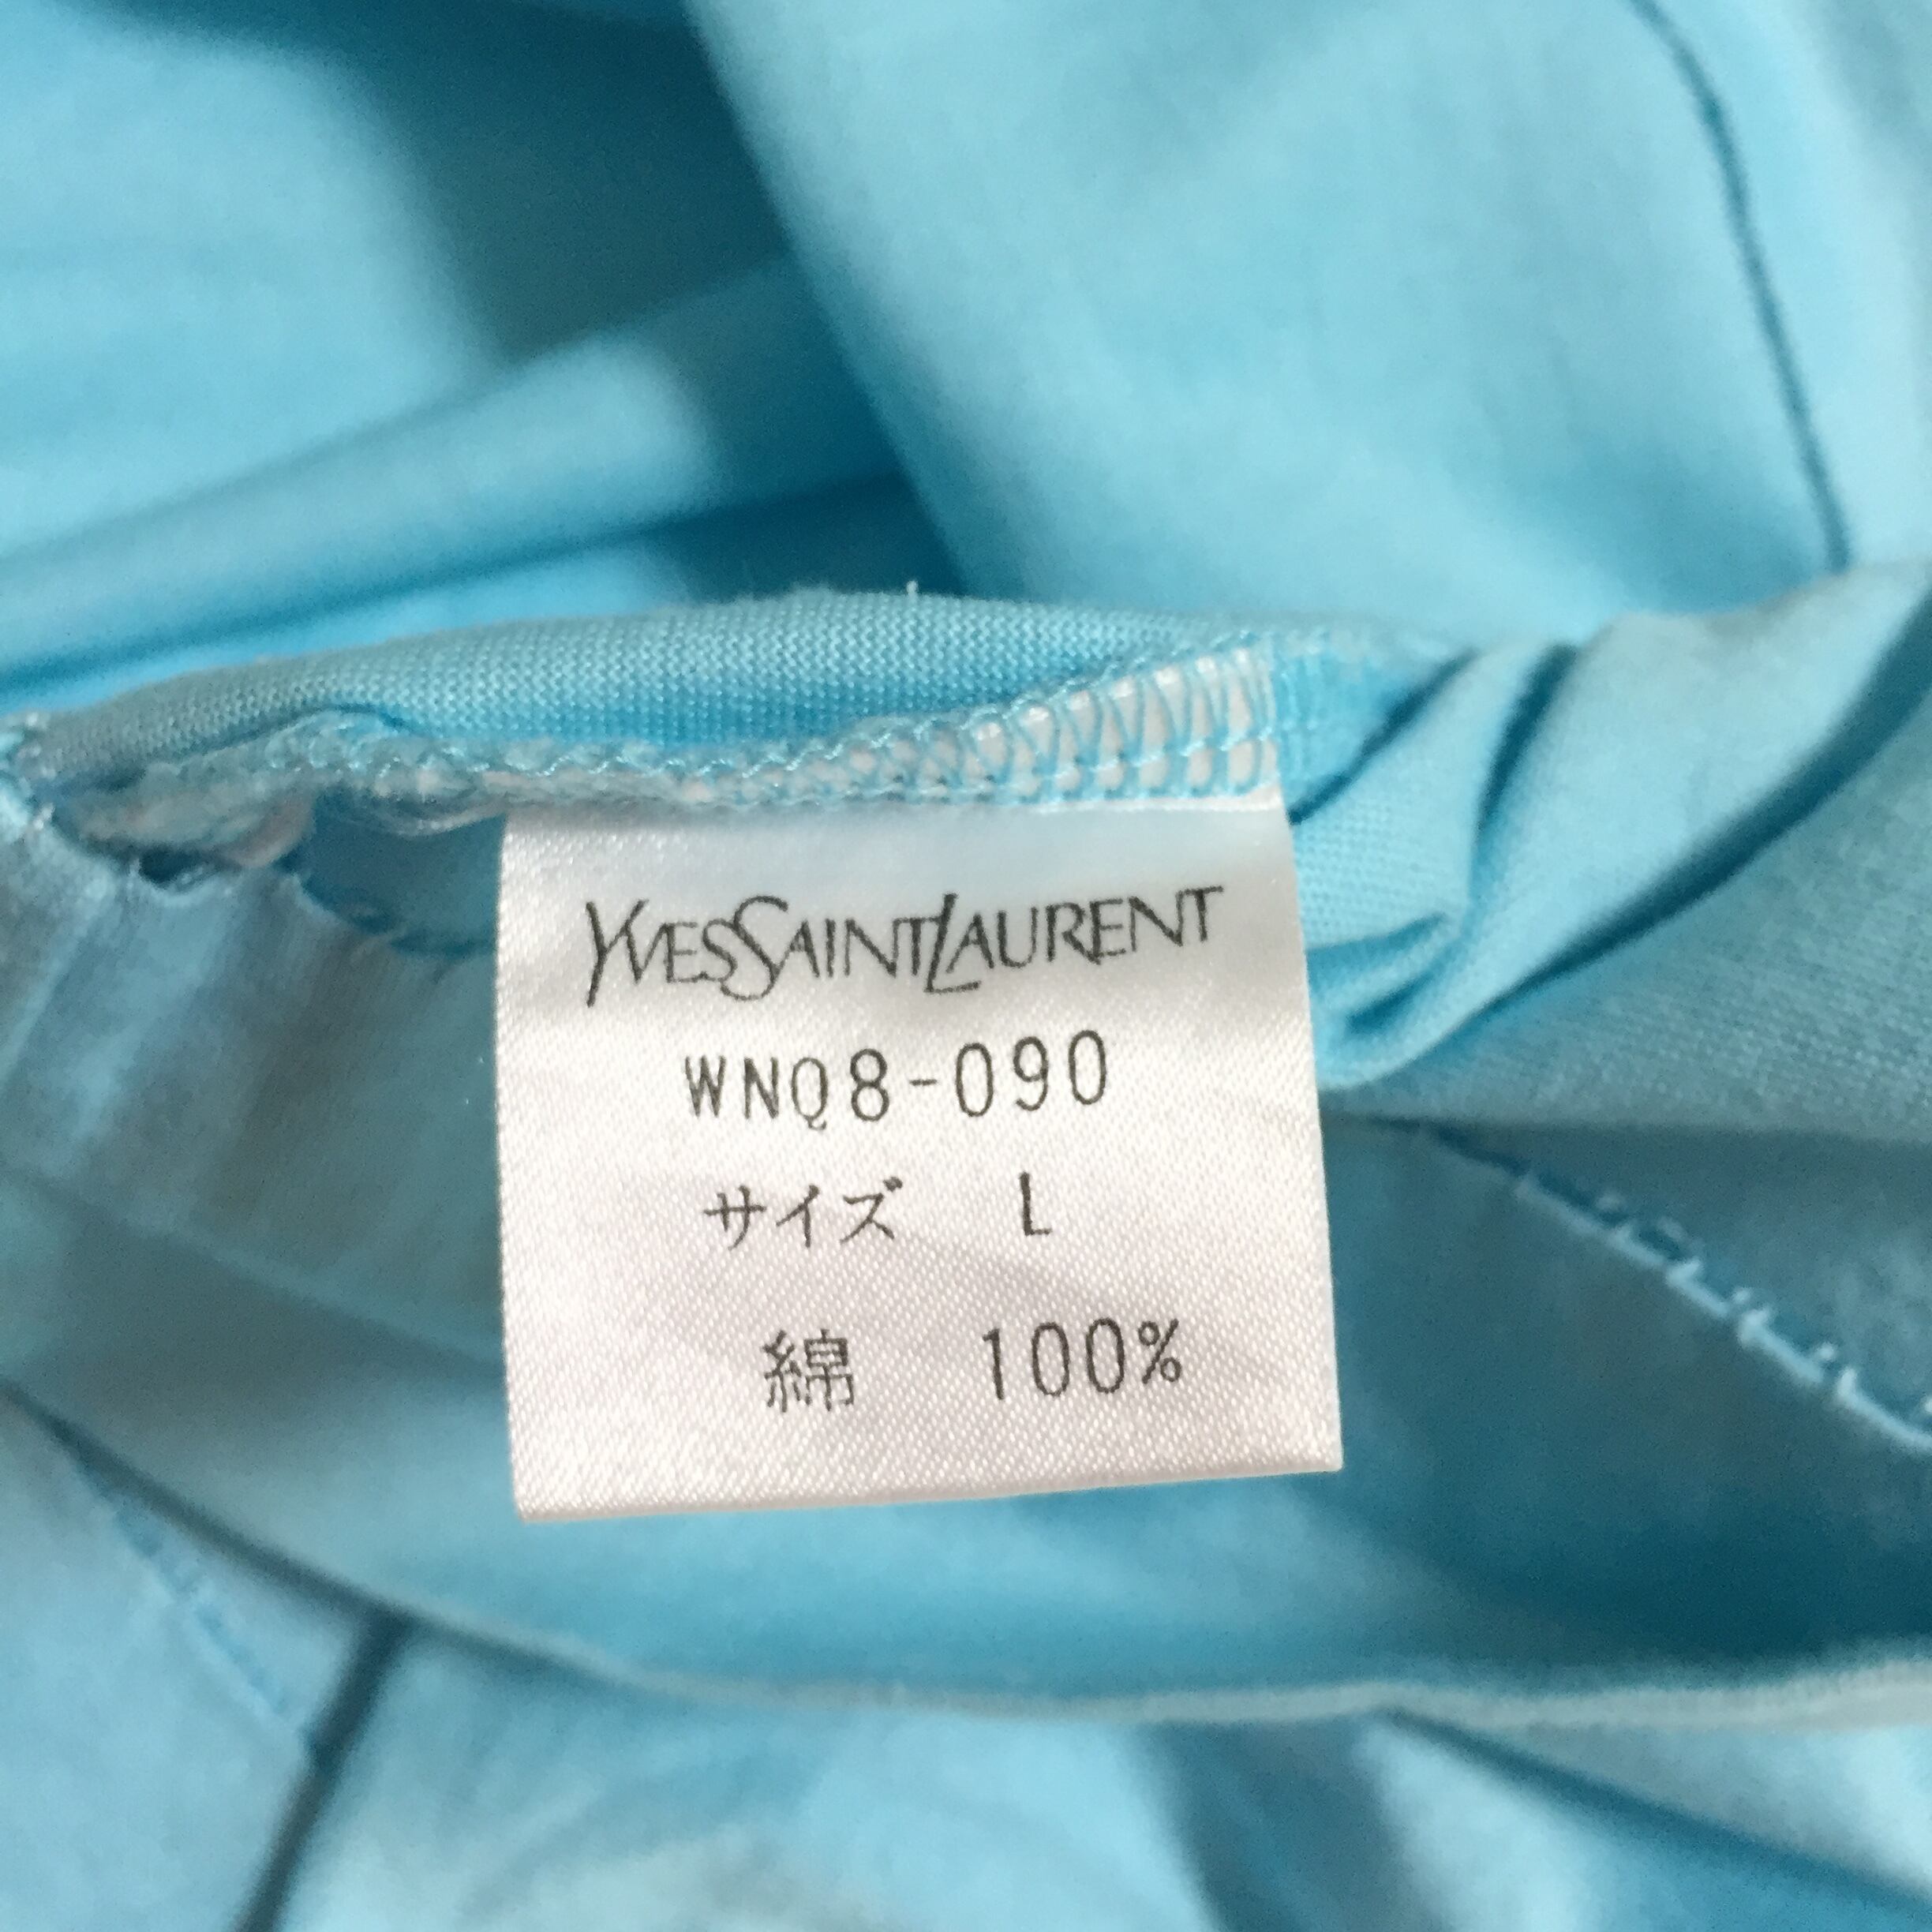 YVESSAINTLAURENT
WNQ8-090
サイズ L
綿 100%